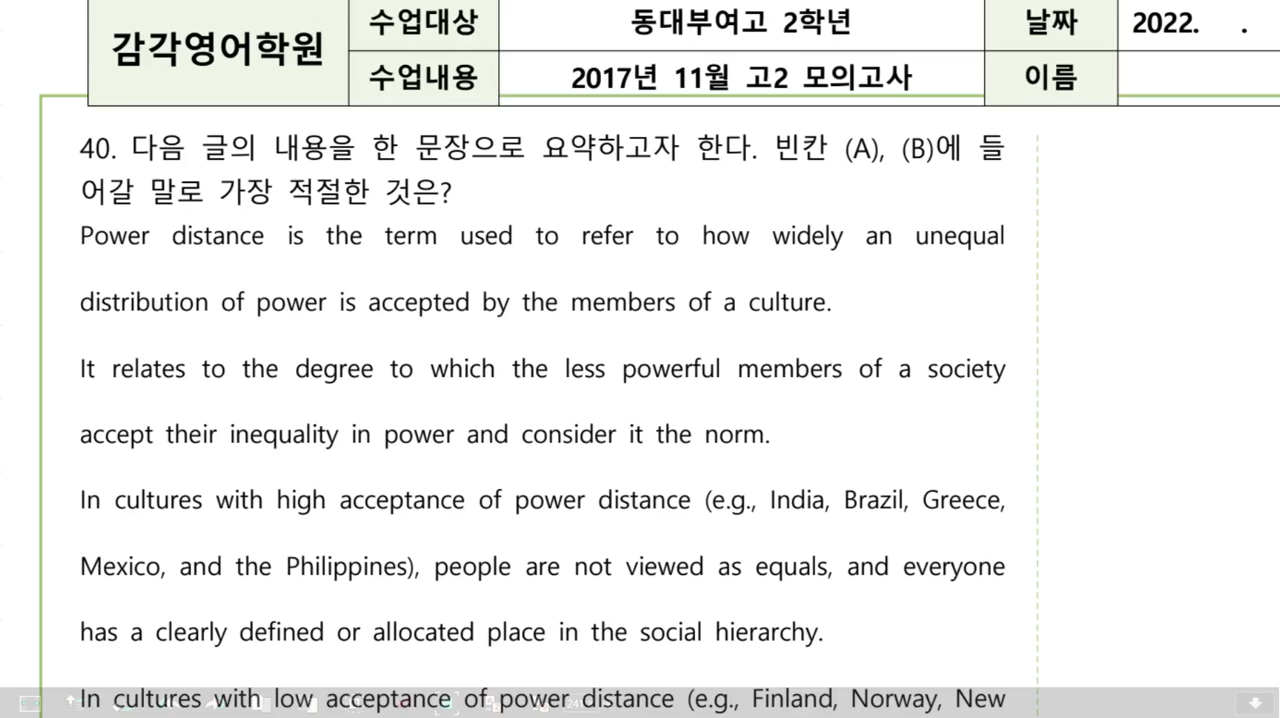 감각영어학원
수업대상 동대부여고 2학년 날짜 2022. .
수업내용 2017년 11월 고2 모의고사 이름
40. 다음 글의 내용을 한 문장으로 요약하고자 한다. 빈칸 (A), (B)에 들
어갈 말로 가장 적절한 것은?
Power distance is the term used to refer to how widely an unequal
distribution of power is accepted by the members of a culture.
It relates to the degree to which the less powerful members of a society
accept their inequality in power and consider it the norm.
In cultures with high acceptance of power distance (e.g., India, Brazil, Greece,
Mexico, and the Philippines), people are not viewed as equals, and everyone
has a clearly defined or allocated place in the social hierarchy.
In cultures with low acceptance of power distance (e.g., Finland, Norway, New